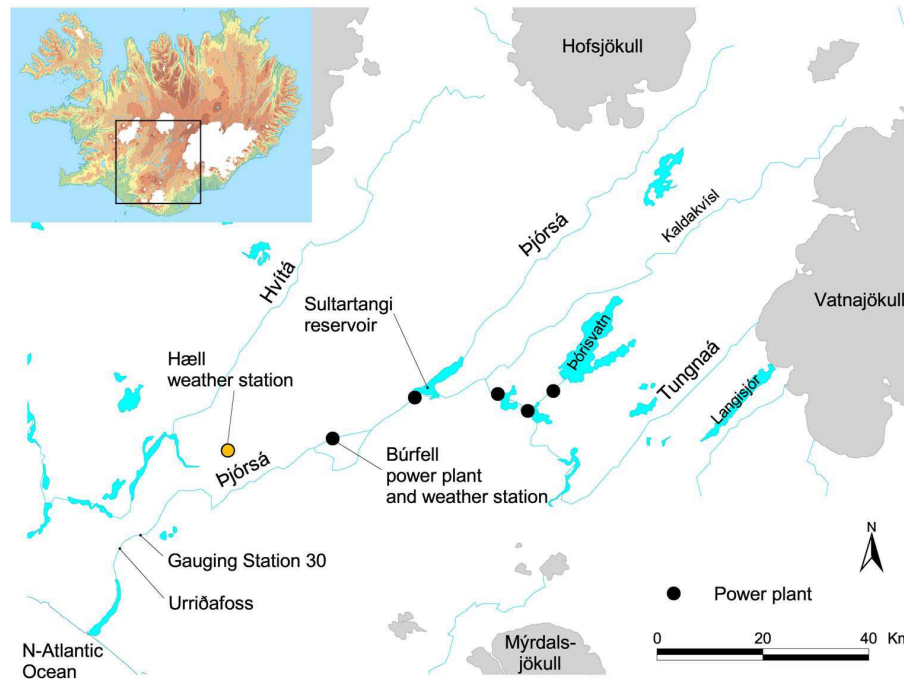 Hofsjökull
Þjórsá
Kaldakvísl
Hvítá
Vatnajökull
Sultartangi
reservoir
Þórisvatn
Tungnaá
Langisjór
Hæll
weather station
Þjórsá
Búrfell
power plant
and weather station
Gauging Station 30
Urriðafoss
N
Power plant
0 20 40 Km
N-Atlantic
Ocean
Mýrdals-
jökull